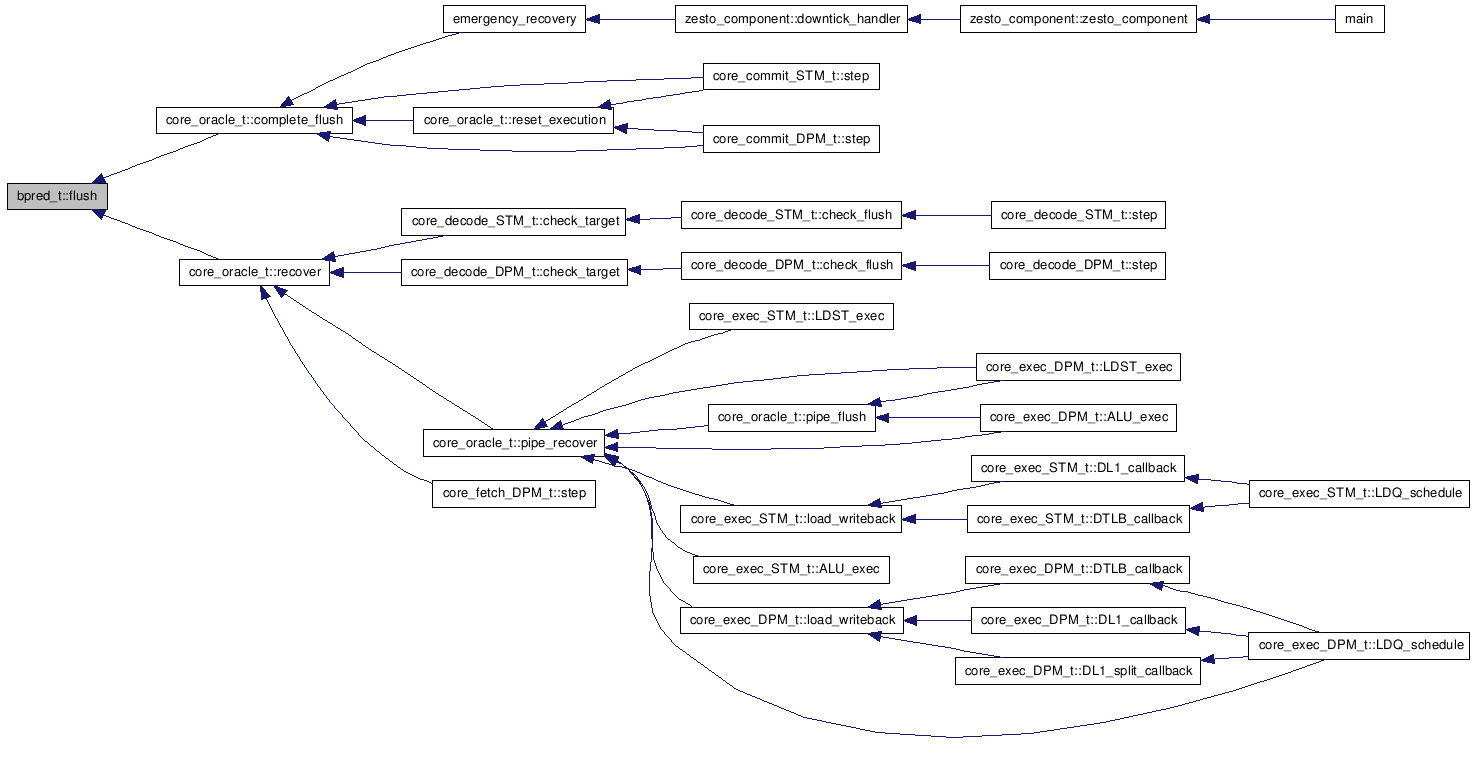 emergency_recovery
zesto_component::downtick_handler
zesto_component::zesto_component
main
core_commit_STM_t::step
core_oracle_t::complete_flush
core_oracle_t::reset_execution
core_commit_DPM_t::step
bpred_t::flush
core_decode_STM_t::check_target
core_decode_STM_t::check_flush
core_decode_STM_t::step
core_oracle_t::recover
core_decode_DPM_t::check_target
core_decode_DPM_t::check_flush
core_decode_DPM_t::step
core_exec_STM_t::LDST_exec
core_exec_DPM_t::LDST_exec
core_oracle_t::pipe_flush
core_exec_DPM_t::ALU_exec
core_oracle_t::pipe_recover
core_exec_STM_t::DL1_callback
core_fetch_DPM_t::step
core_exec_STM_t::LDQ_schedule
core_exec_STM_t::load_writeback
core_exec_STM_t::DTLB_callback
core_exec_STM_t::ALU_exec
core_exec_DPM_t::DTLB_callback
core_exec_DPM_t::load_writeback
core_exec_DPM_t::DL1_callback
core_exec_DPM_t::LDQ_schedule
core_exec_DPM_t::DL1_split_callback